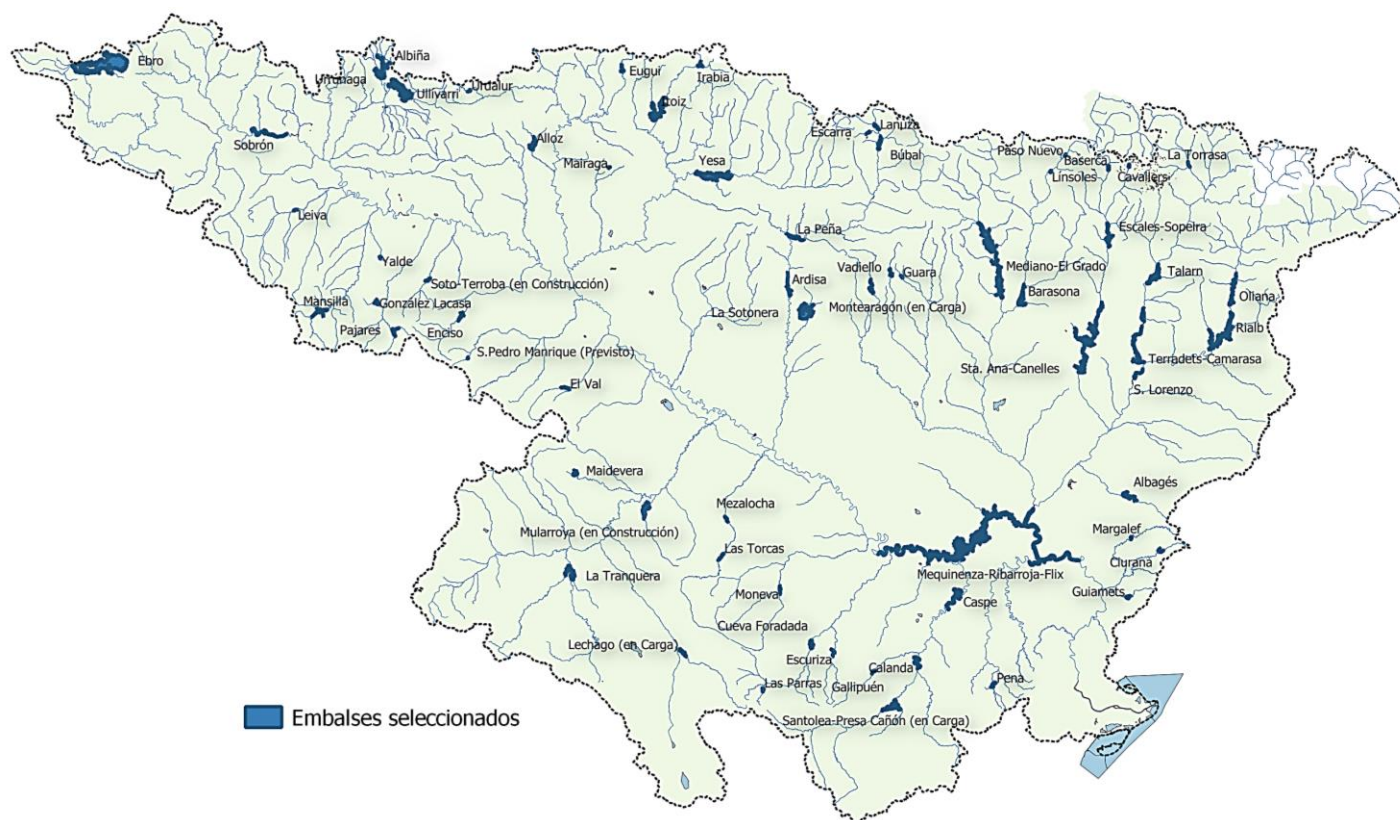 Ebro
Albiña
Urrunaga
Ullivarri
Urdalur
Eugui
Irabia
Itoiz
Sobrón
Alloz
Mairaga
Yesa
Escarra
Lanuza
Búbal
Paso Nuevo
Baserca
Linsoles
Cavallers
La Torrasa
Leiva
La Peña
Escales-Sopeira
Yalde
Soto-Terroba (en Construcción)
Ardisa
Vadiello
Guara
Mediano-El Grado
Talarn
Mansilla
González Lacasa
Barasona
Oliana
Pajares
Enciso
La Sotonera
Montearagón (en Carga)
Rialb
S.Pedro Manrique (Previsto)
Terradets-Camarasa
Sta. Ana-Canelles
El Val
S. Lorenzo
Maidevera
Albagés
Mezalocha
Mularroya (en Construcción)
Margalef
Las Torcas
Ciurana
La Tranquera
Mequinenza-Ribarroja-Flix
Moneva
Caspe
Guiamets
Cueva Foradada
Lechago (en Carga)
Escuriza
Calanda
Gallipuén
Las Parras
Pena
Santolea-Presa Cañón (en Carga)
Embalses seleccionados